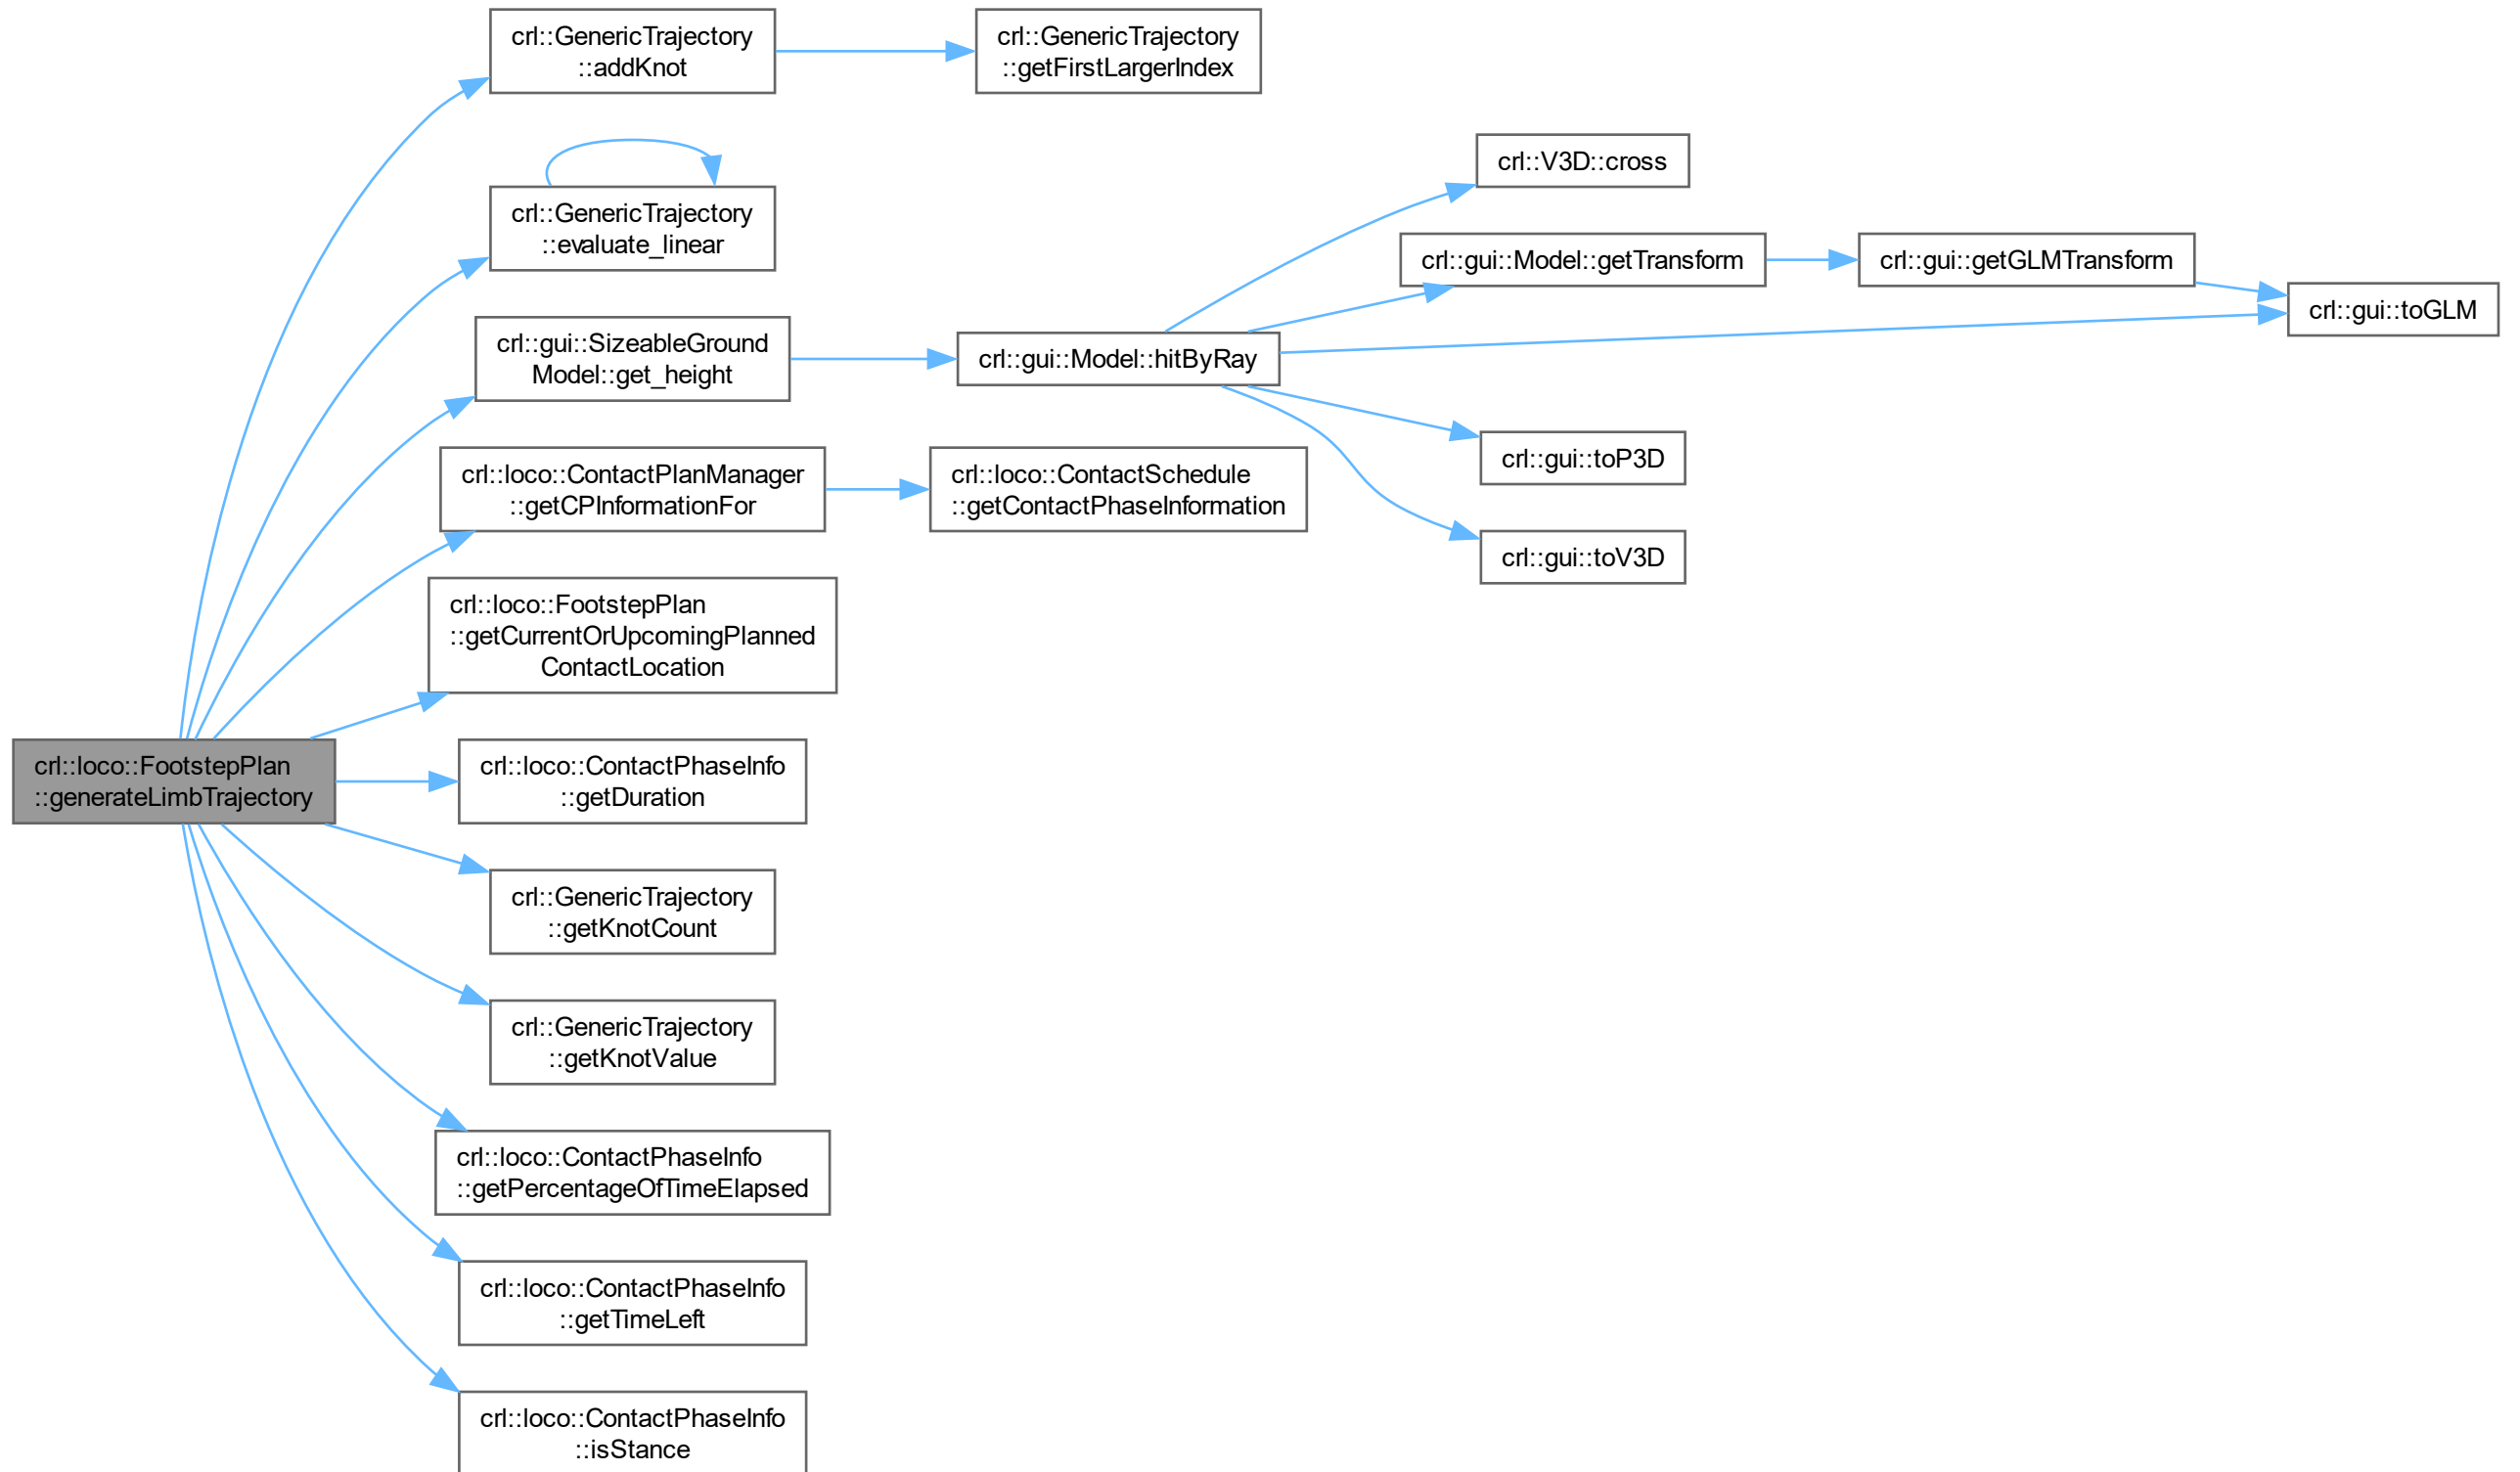 crl::GenericTrajectory
::addKnot
crl::GenericTrajectory
::getFirstLargerIndex
crl::GenericTrajectory
::evaluate_linear
crl::V3D::cross
crl::gui::Model::getTransform
crl::gui::getGLMTransform
crl::gui::toGLM
crl::gui::SizeableGround
Model::get_height
crl::gui::Model::hitByRay
crl::gui::toP3D
crl::gui::toV3D
crl::loco::ContactPlanManager
::getCPInformationFor
crl::loco::ContactSchedule
::getContactPhaseInformation
crl::loco::FootstepPlan
::getCurrentOrUpcomingPlanned
ContactLocation
crl::loco::FootstepPlan
::generateLimbTrajectory
crl::loco::ContactPhaseInfo
::getDuration
crl::GenericTrajectory
::getKnotCount
crl::GenericTrajectory
::getKnotValue
crl::loco::ContactPhaseInfo
::getPercentageOfTimeElapsed
crl::loco::ContactPhaseInfo
::getTimeLeft
crl::loco::ContactPhaseInfo
::isStance